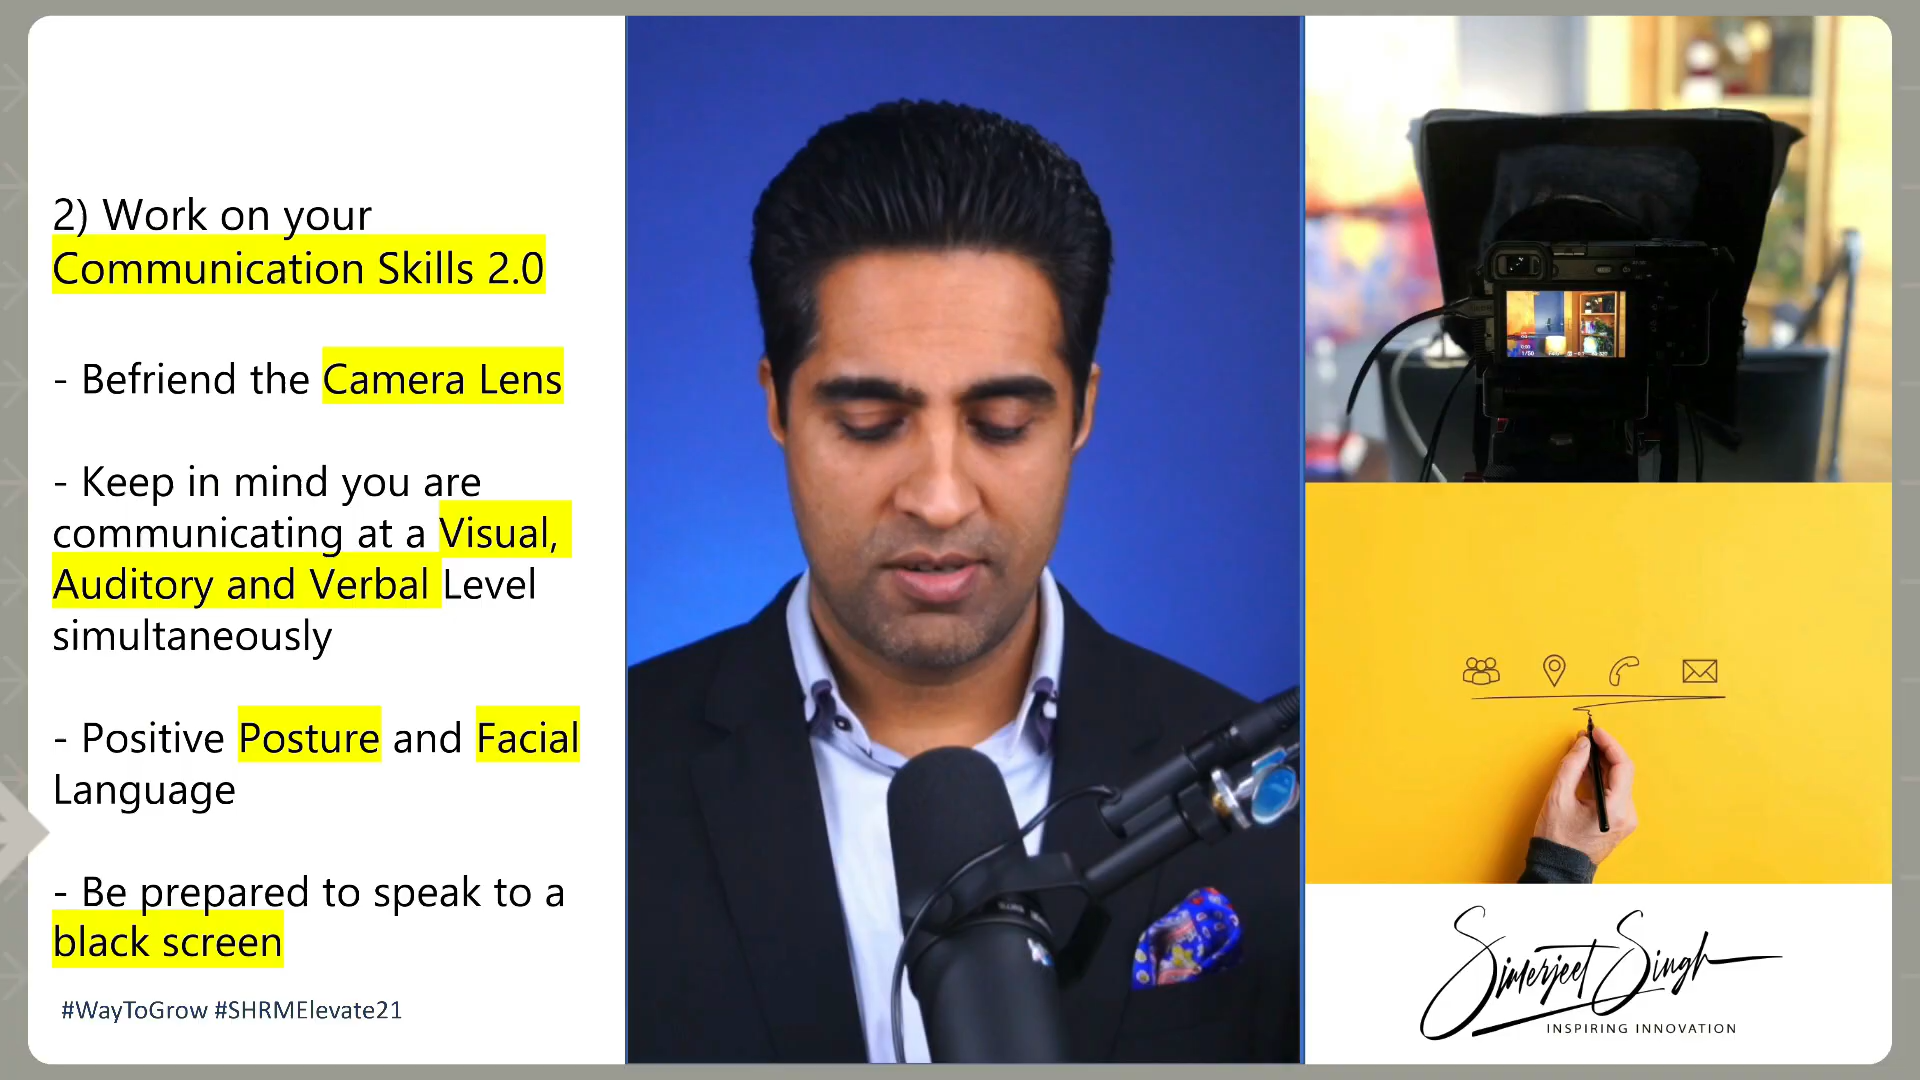 2) Work on your
Communication Skills 2.0
- Befriend the Camera Lens
- Keep in mind you are
communicating at a Visual,
Auditory and Verbal Level
simultaneously
- Positive Posture and Facial
Language
- Be prepared to speak to a
black screen
#WayToGrow #SHRMElevate21
Simerjeet Singh
INSPIRING INNOVATION